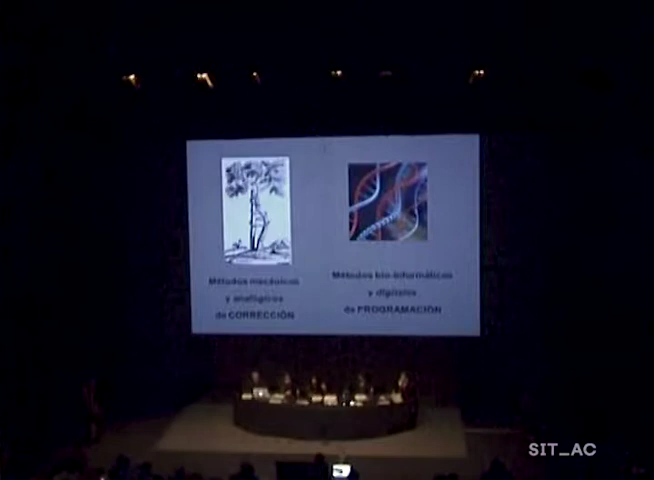 Métodos mecánicos
y analógicos
de CORRECCIÓN
Métodos bio-informáticos
y digitales
de PROGRAMACIÓN
SIT_AC